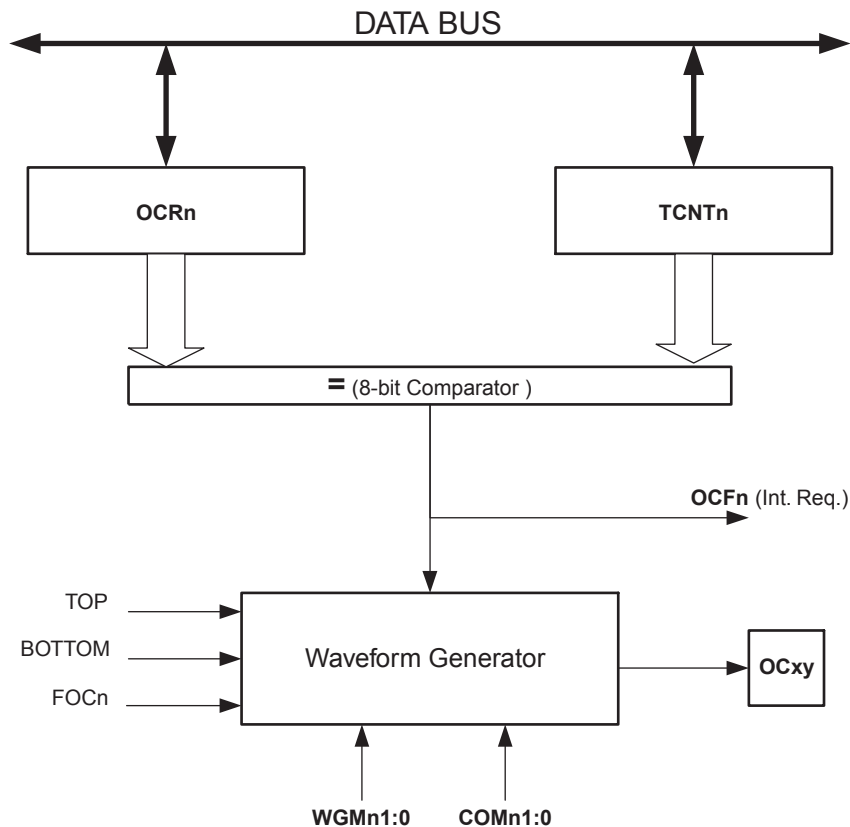 DATA BUS
OCRn
TCNTn
= (8-bit Comparator )
OCFn (Int. Req.)
TOP
BOTTOM
FOCn
Waveform Generator
OCxy
WGMn1:0
COMn1:0